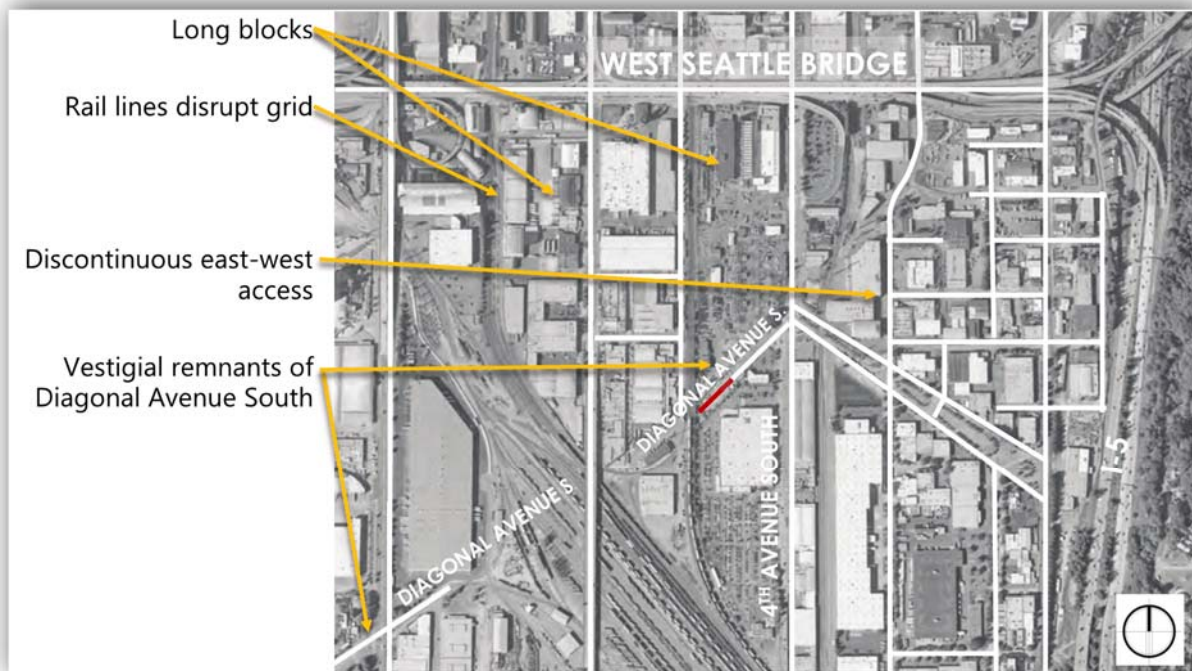 Long blocks
Rail lines disrupt grid
Discontinuous east-west
access
Vestigial remnants of
Diagonal Avenue South
WEST SEATTLE BRIDGE
DIAGONAL AVENUE S.
4TH AVENUE SOUTH
I-5
DIAGONAL AVENUE S